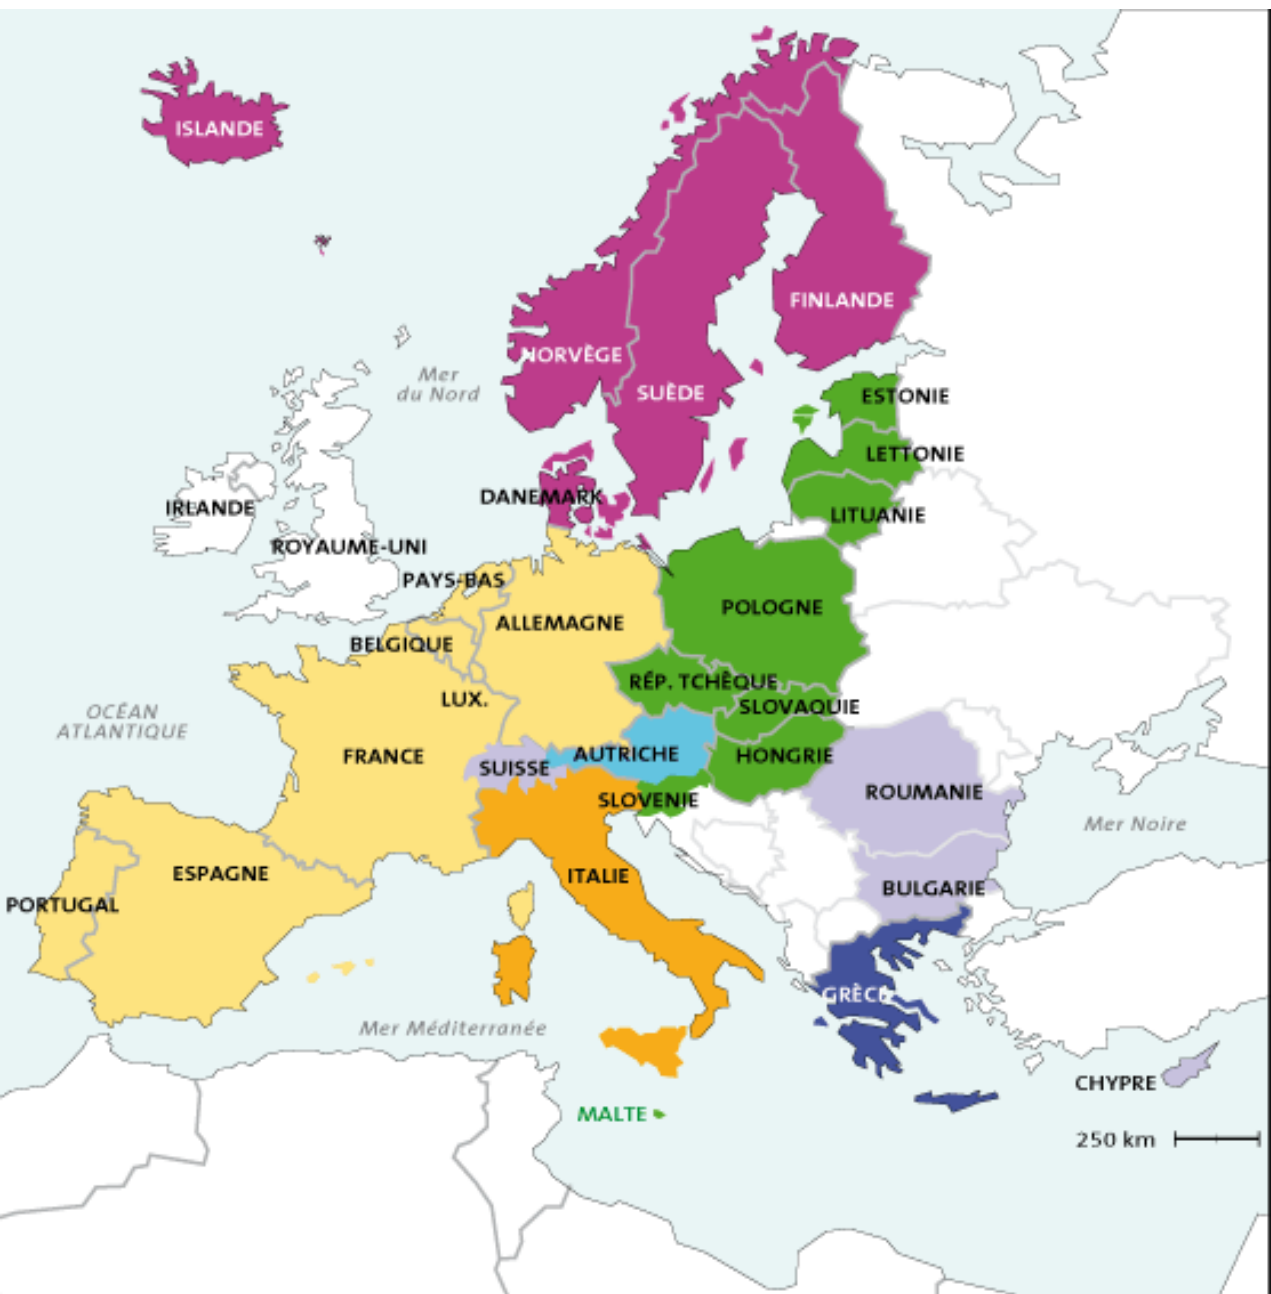 ISLANDE
FINLANDE
NORVÈGE
Mer
du Nord
SUÈDE
ESTONIE
LETTONIE
DANEMARK
IRLANDE
LITUANIE
ROYAUME-UNI
PAYS-BAS
POLOGNE
ALLEMAGNE
BELGIQUE
RÉP. TCHÈQUE
LUX.
SLOVAQUIE
OCÉAN
ATLANTIQUE
FRANCE
AUTRICHE
HONGRIE
SUISSE
ROUMANIE
SLOVENIE
Mer Noire
ESPAGNE
ITALIE
BULGARIE
PORTUGAL
GRÈCE
Mer Méditerranée
CHYPRE
MALTE
250 km